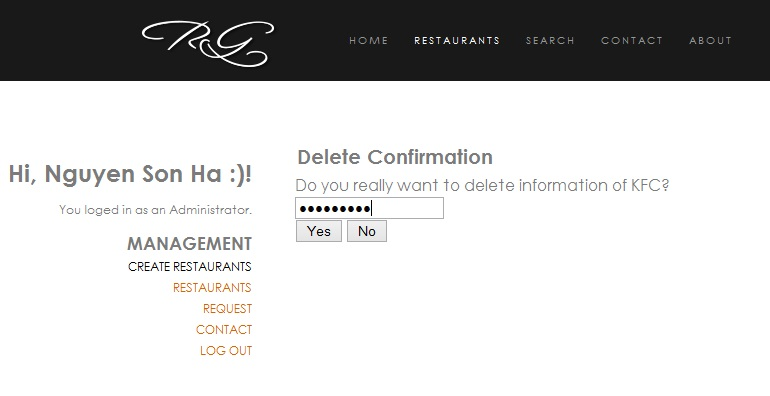 RG
HOME RESTAURANTS SEARCH CONTACT ABOUT
Hi, Nguyen Son Ha :)!
You loged in as an Administrator.
MANAGEMENT
CREATE RESTAURANTS
RESTAURANTS
REQUEST
CONTACT
LOG OUT
Delete Confirmation
Do you really want to delete information of KFC?
●●●●●●●●●
Yes No